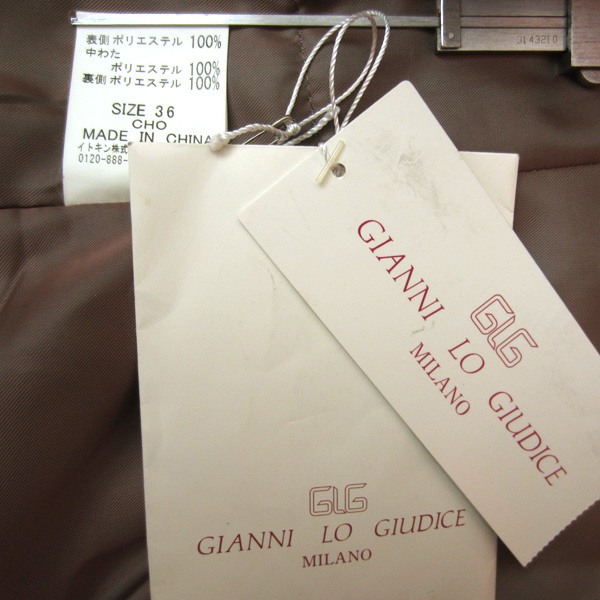 表側 ポリエステル 100%
中わた
ポリエステル 100%
裏側 ポリエステル 100%
SIZE 36
CHO
MADE IN CHINA
イトキン株式
0120-888-
3143210
GIANNI LO GIUDICE
GLG
MILANO
GLG
GIANNI LO GIUDICE
MILANO